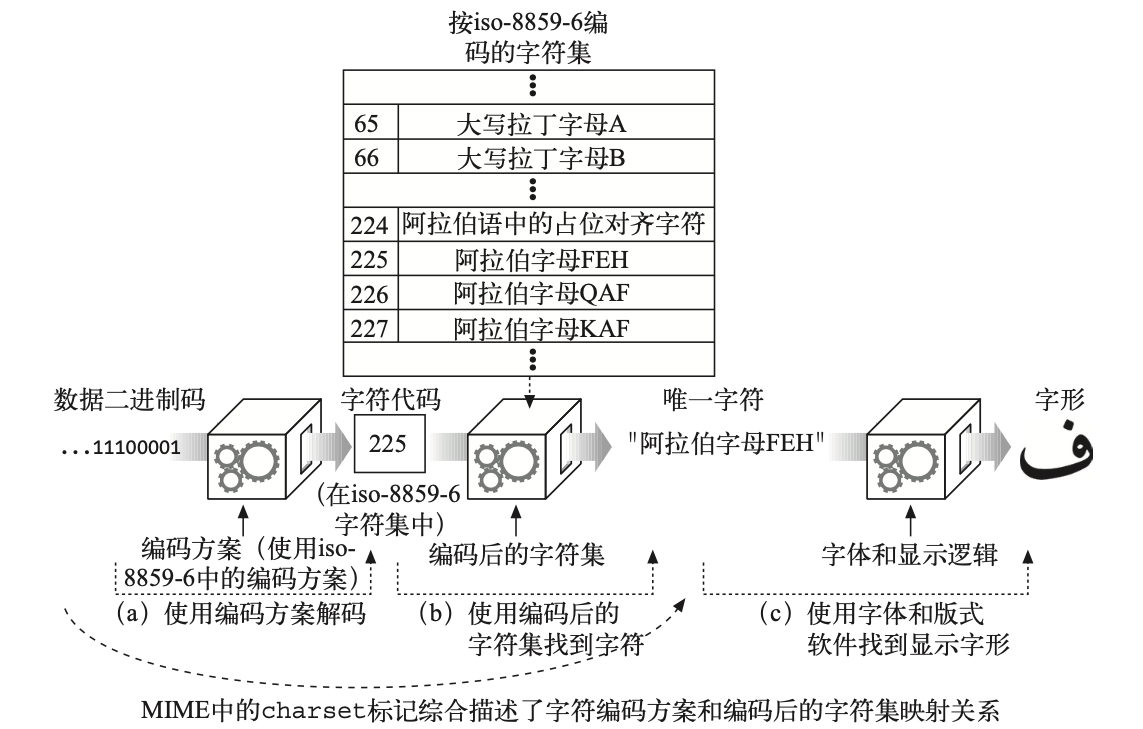 按iso-8859-6编
码的字符集
65 大写拉丁字母A
66 大写拉丁字母B
224 阿拉伯语中的占位对齐字符
225 阿拉伯字母FEH
226 阿拉伯字母QAF
227 阿拉伯字母KAF
数据二进制码
...11100001
字符代码
225
（在iso-8859-6
字符集中）
唯一字符
"阿拉伯字母FEH"
字形
ف
编码方案（使用iso-
8859-6中的编码方案）
编码后的字符集
字体和显示逻辑
（a）使用编码方案解码
（b）使用编码后的
字符集找到字符
（c）使用字体和版式
软件找到显示字形
MIME中的charset标记综合描述了字符编码方案和编码后的字符集映射关系